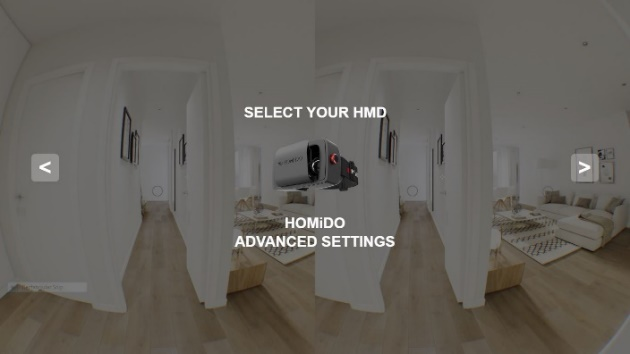 SELECT YOUR HMD
<
>
HOMiDO
ADVANCED SETTINGS